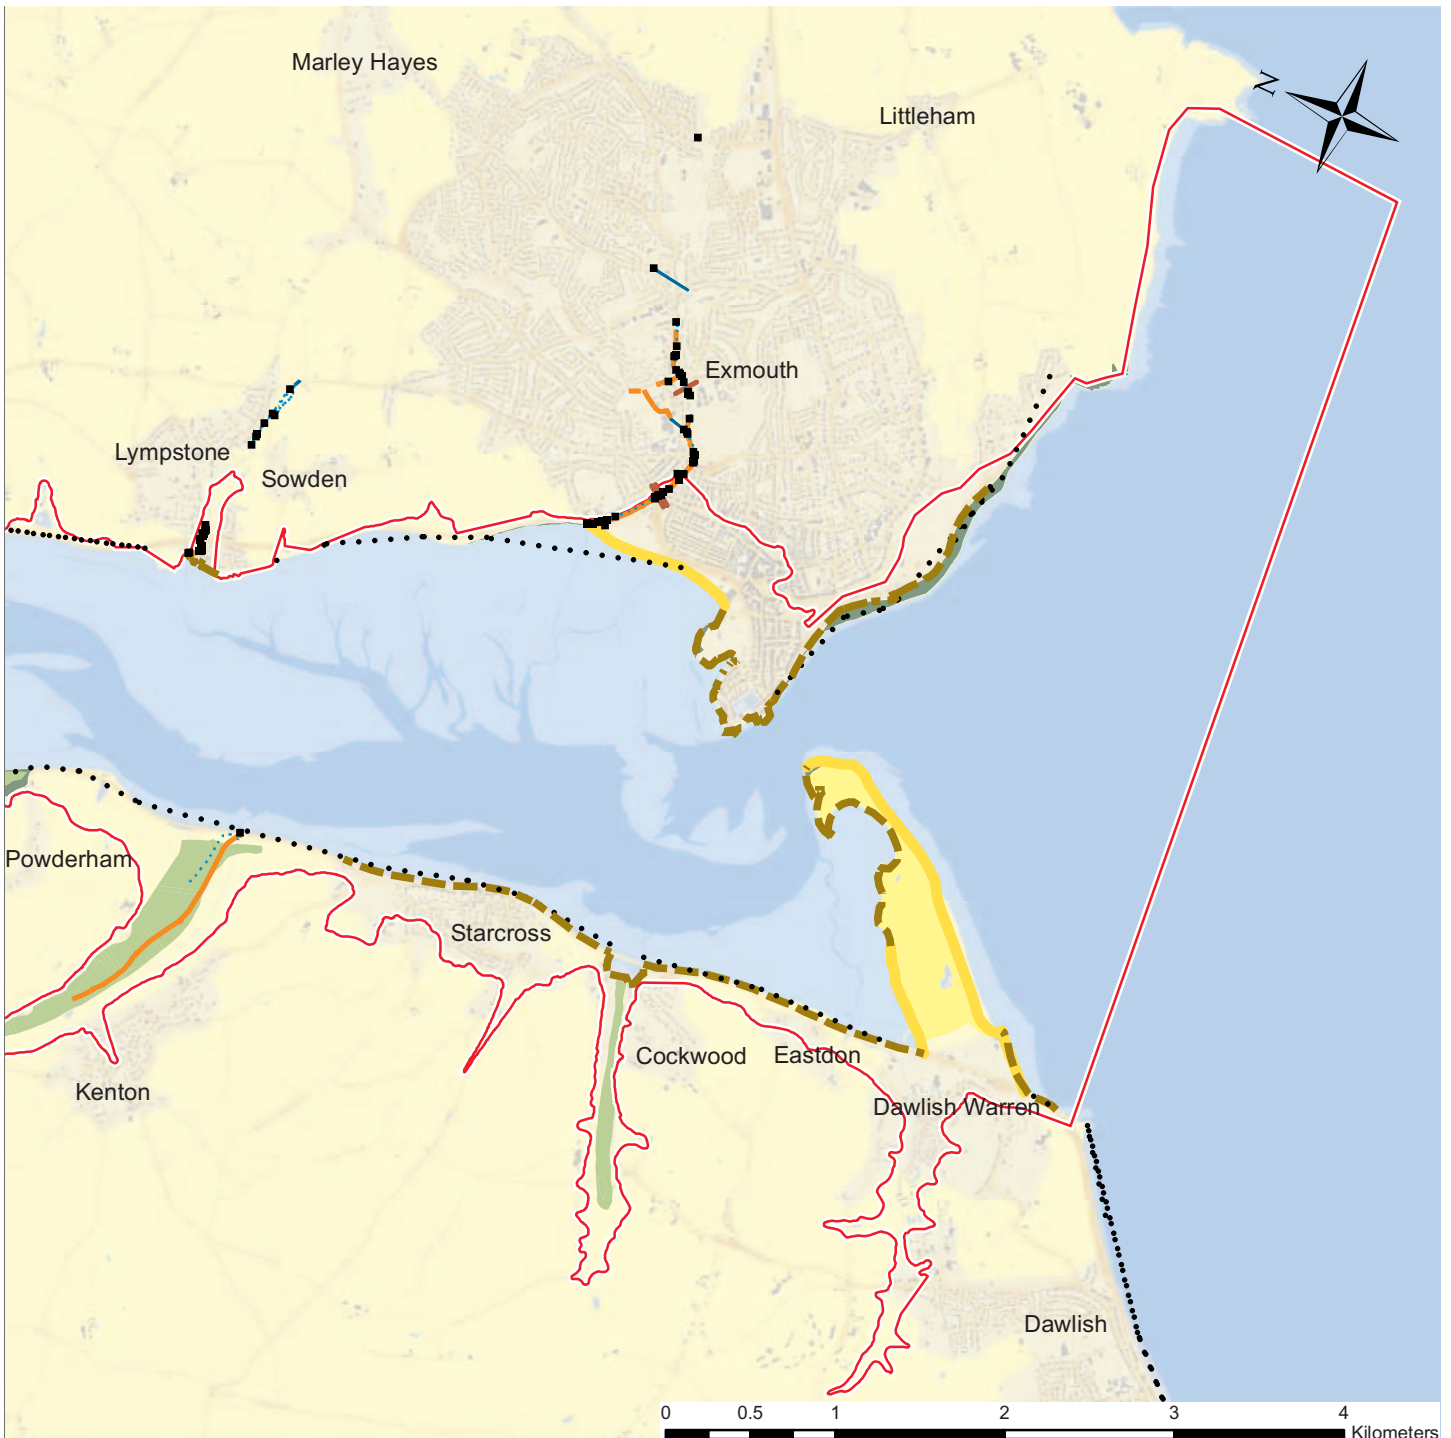 Marley Hayes
N
Littleham
Exmouth
Lympstone
Sowden
Powderham
Starcross
Cockwood
Eastdon
Kenton
Dawlish Warren
Dawlish
0 0.5 1 2 3 4
Kilometers